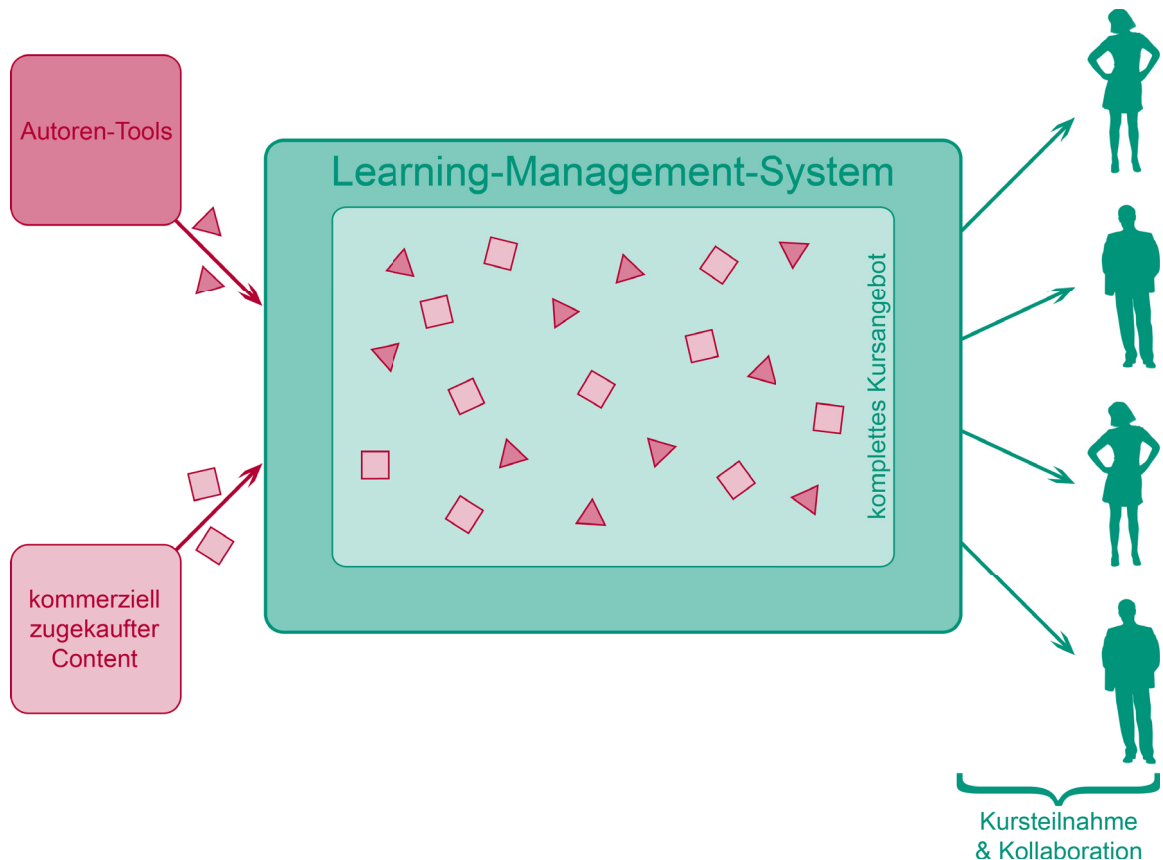 Autoren-Tools
Learning-Management-System
komplettes Kursangebot
kommerziell
zugekaufter
Content
Kursteilnahme
& Kollaboration